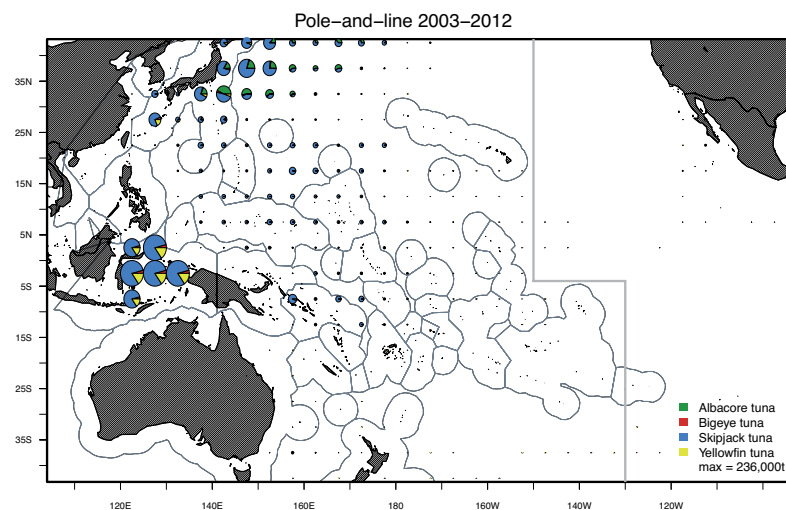 Pole−and−line 2003−2012
35N
25N
15N
5N
5S
15S
25S
35S
Albacore tuna
Bigeye tuna
Skipjack tuna
Yellowfin tuna
max = 236,000t
120E 140E 160E 180 160W 140W 120W